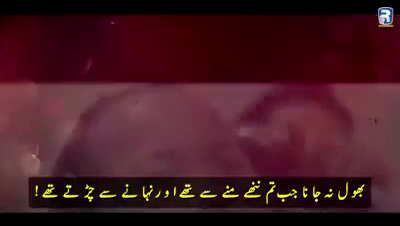 بھول نہ جانا جب تم ننھے منے سے تھے اور نہانے سے چڑتے تھے!